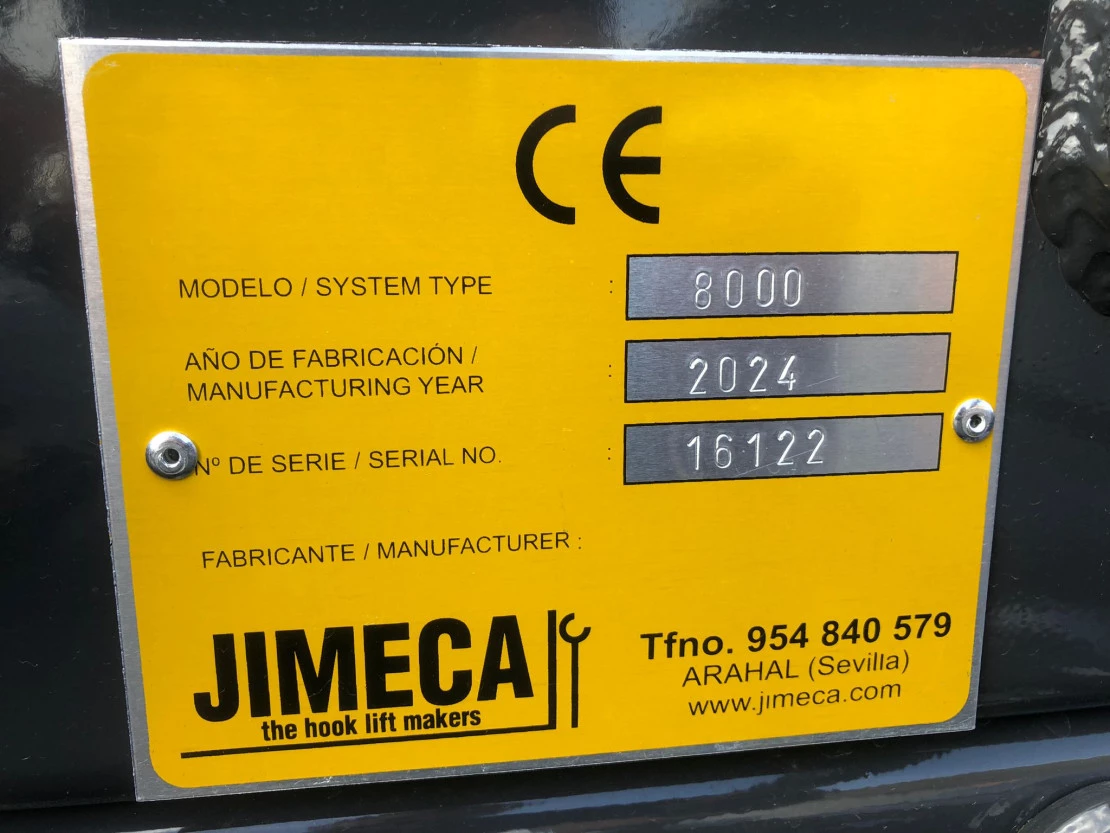 CE
MODELO / SYSTEM TYPE : 8000
AÑO DE FABRICACIÓN /
MANUFACTURING YEAR : 2024
Nº DE SERIE / SERIAL NO. : 16122
FABRICANTE / MANUFACTURER :
JIMECA
the hook lift makers
Tfno. 954 840 579
ARAHAL (Sevilla)
www.jimeca.com